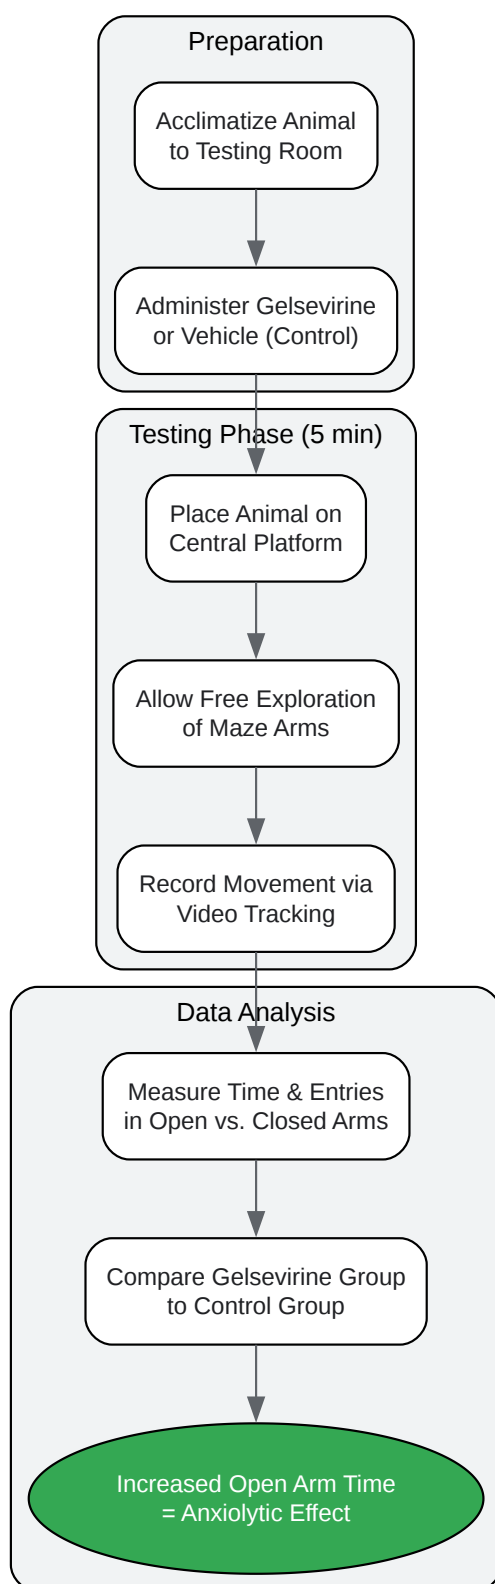 Preparation
Acclimatize Animal
to Testing Room
Administer Gelsevirine
or Vehicle (Control)
Testing Phase (5 min)
Place Animal on
Central Platform
Allow Free Exploration
of Maze Arms
Record Movement via
Video Tracking
Data Analysis
Measure Time & Entries
in Open vs. Closed Arms
Compare Gelsevirine Group
to Control Group
Increased Open Arm Time
= Anxiolytic Effect